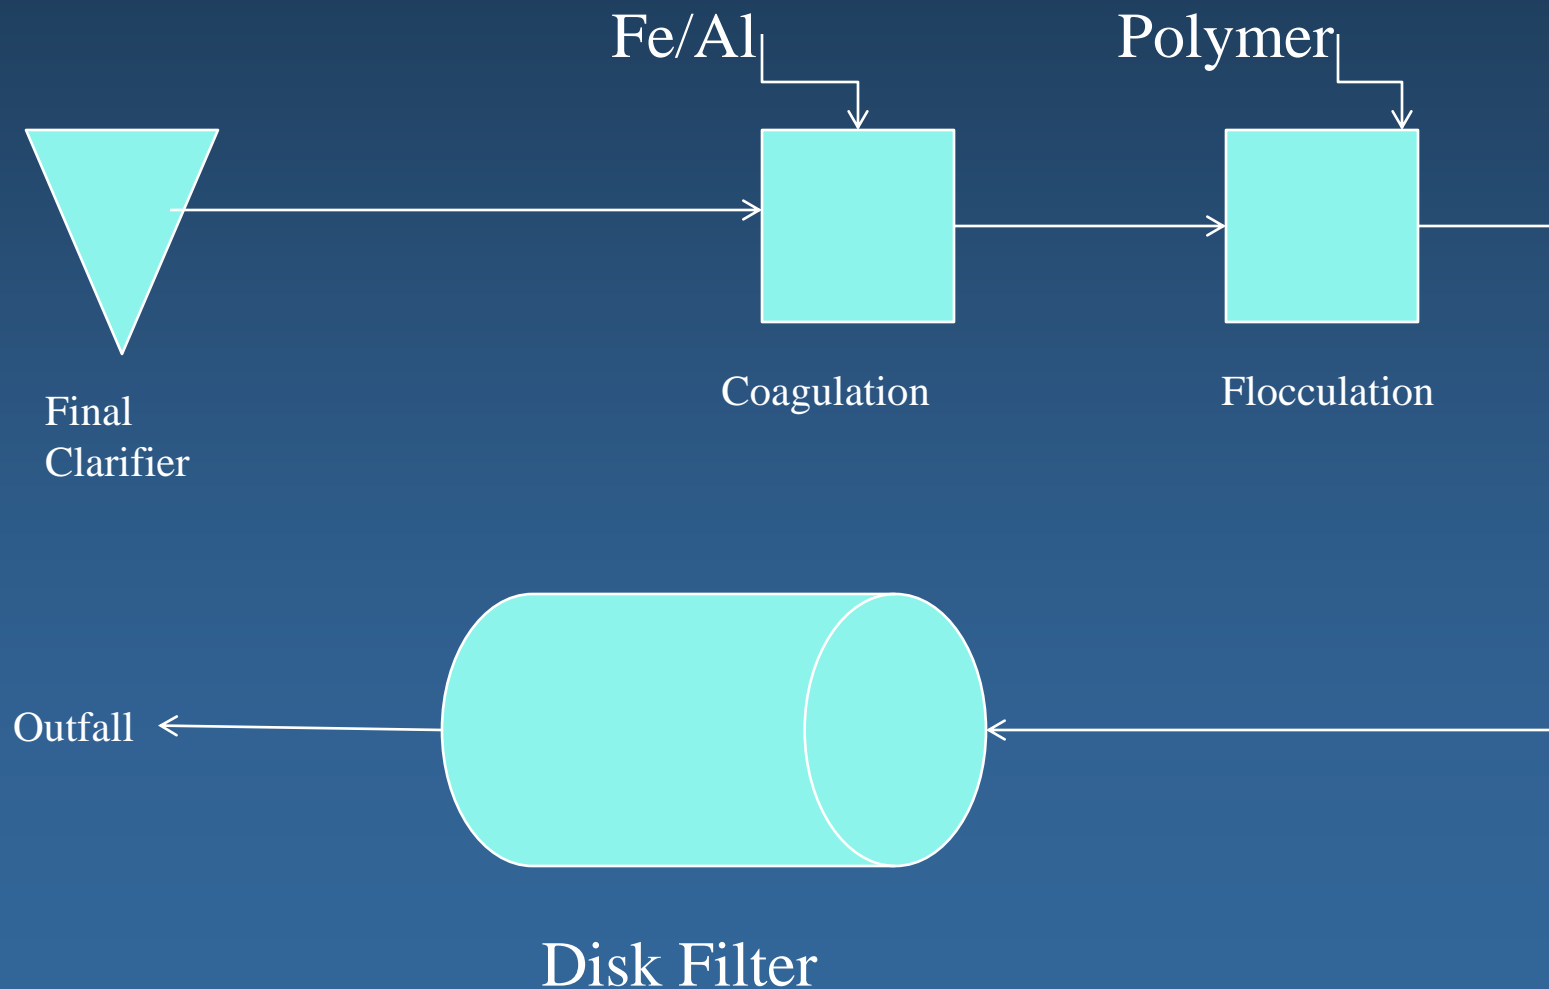 Fe/Al
Polymer
Coagulation
Flocculation
Final
Clarifier
Outfall
Disk Filter